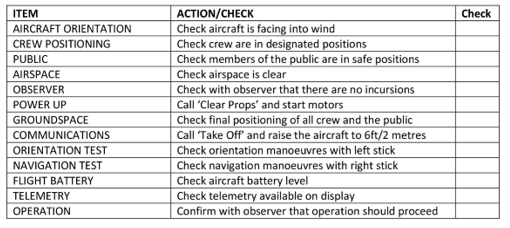 ITEM ACTION/CHECK Check
AIRCRAFT ORIENTATION Check aircraft is facing into wind
CREW POSITIONING Check crew are in designated positions
PUBLIC Check members of the public are in safe positions
AIRSPACE Check airspace is clear
OBSERVER Check with observer that there are no incursions
POWER UP Call ‘Clear Props’ and start motors
GROUNDSPACE Check final positioning of all crew and the public
COMMUNICATIONS Call ‘Take Off’ and raise the aircraft to 6ft/2 metres
ORIENTATION TEST Check orientation manoeuvres with left stick
NAVIGATION TEST Check navigation manoeuvres with right stick
FLIGHT BATTERY Check aircraft battery level
TELEMETRY Check telemetry available on display
OPERATION Confirm with observer that operation should proceed